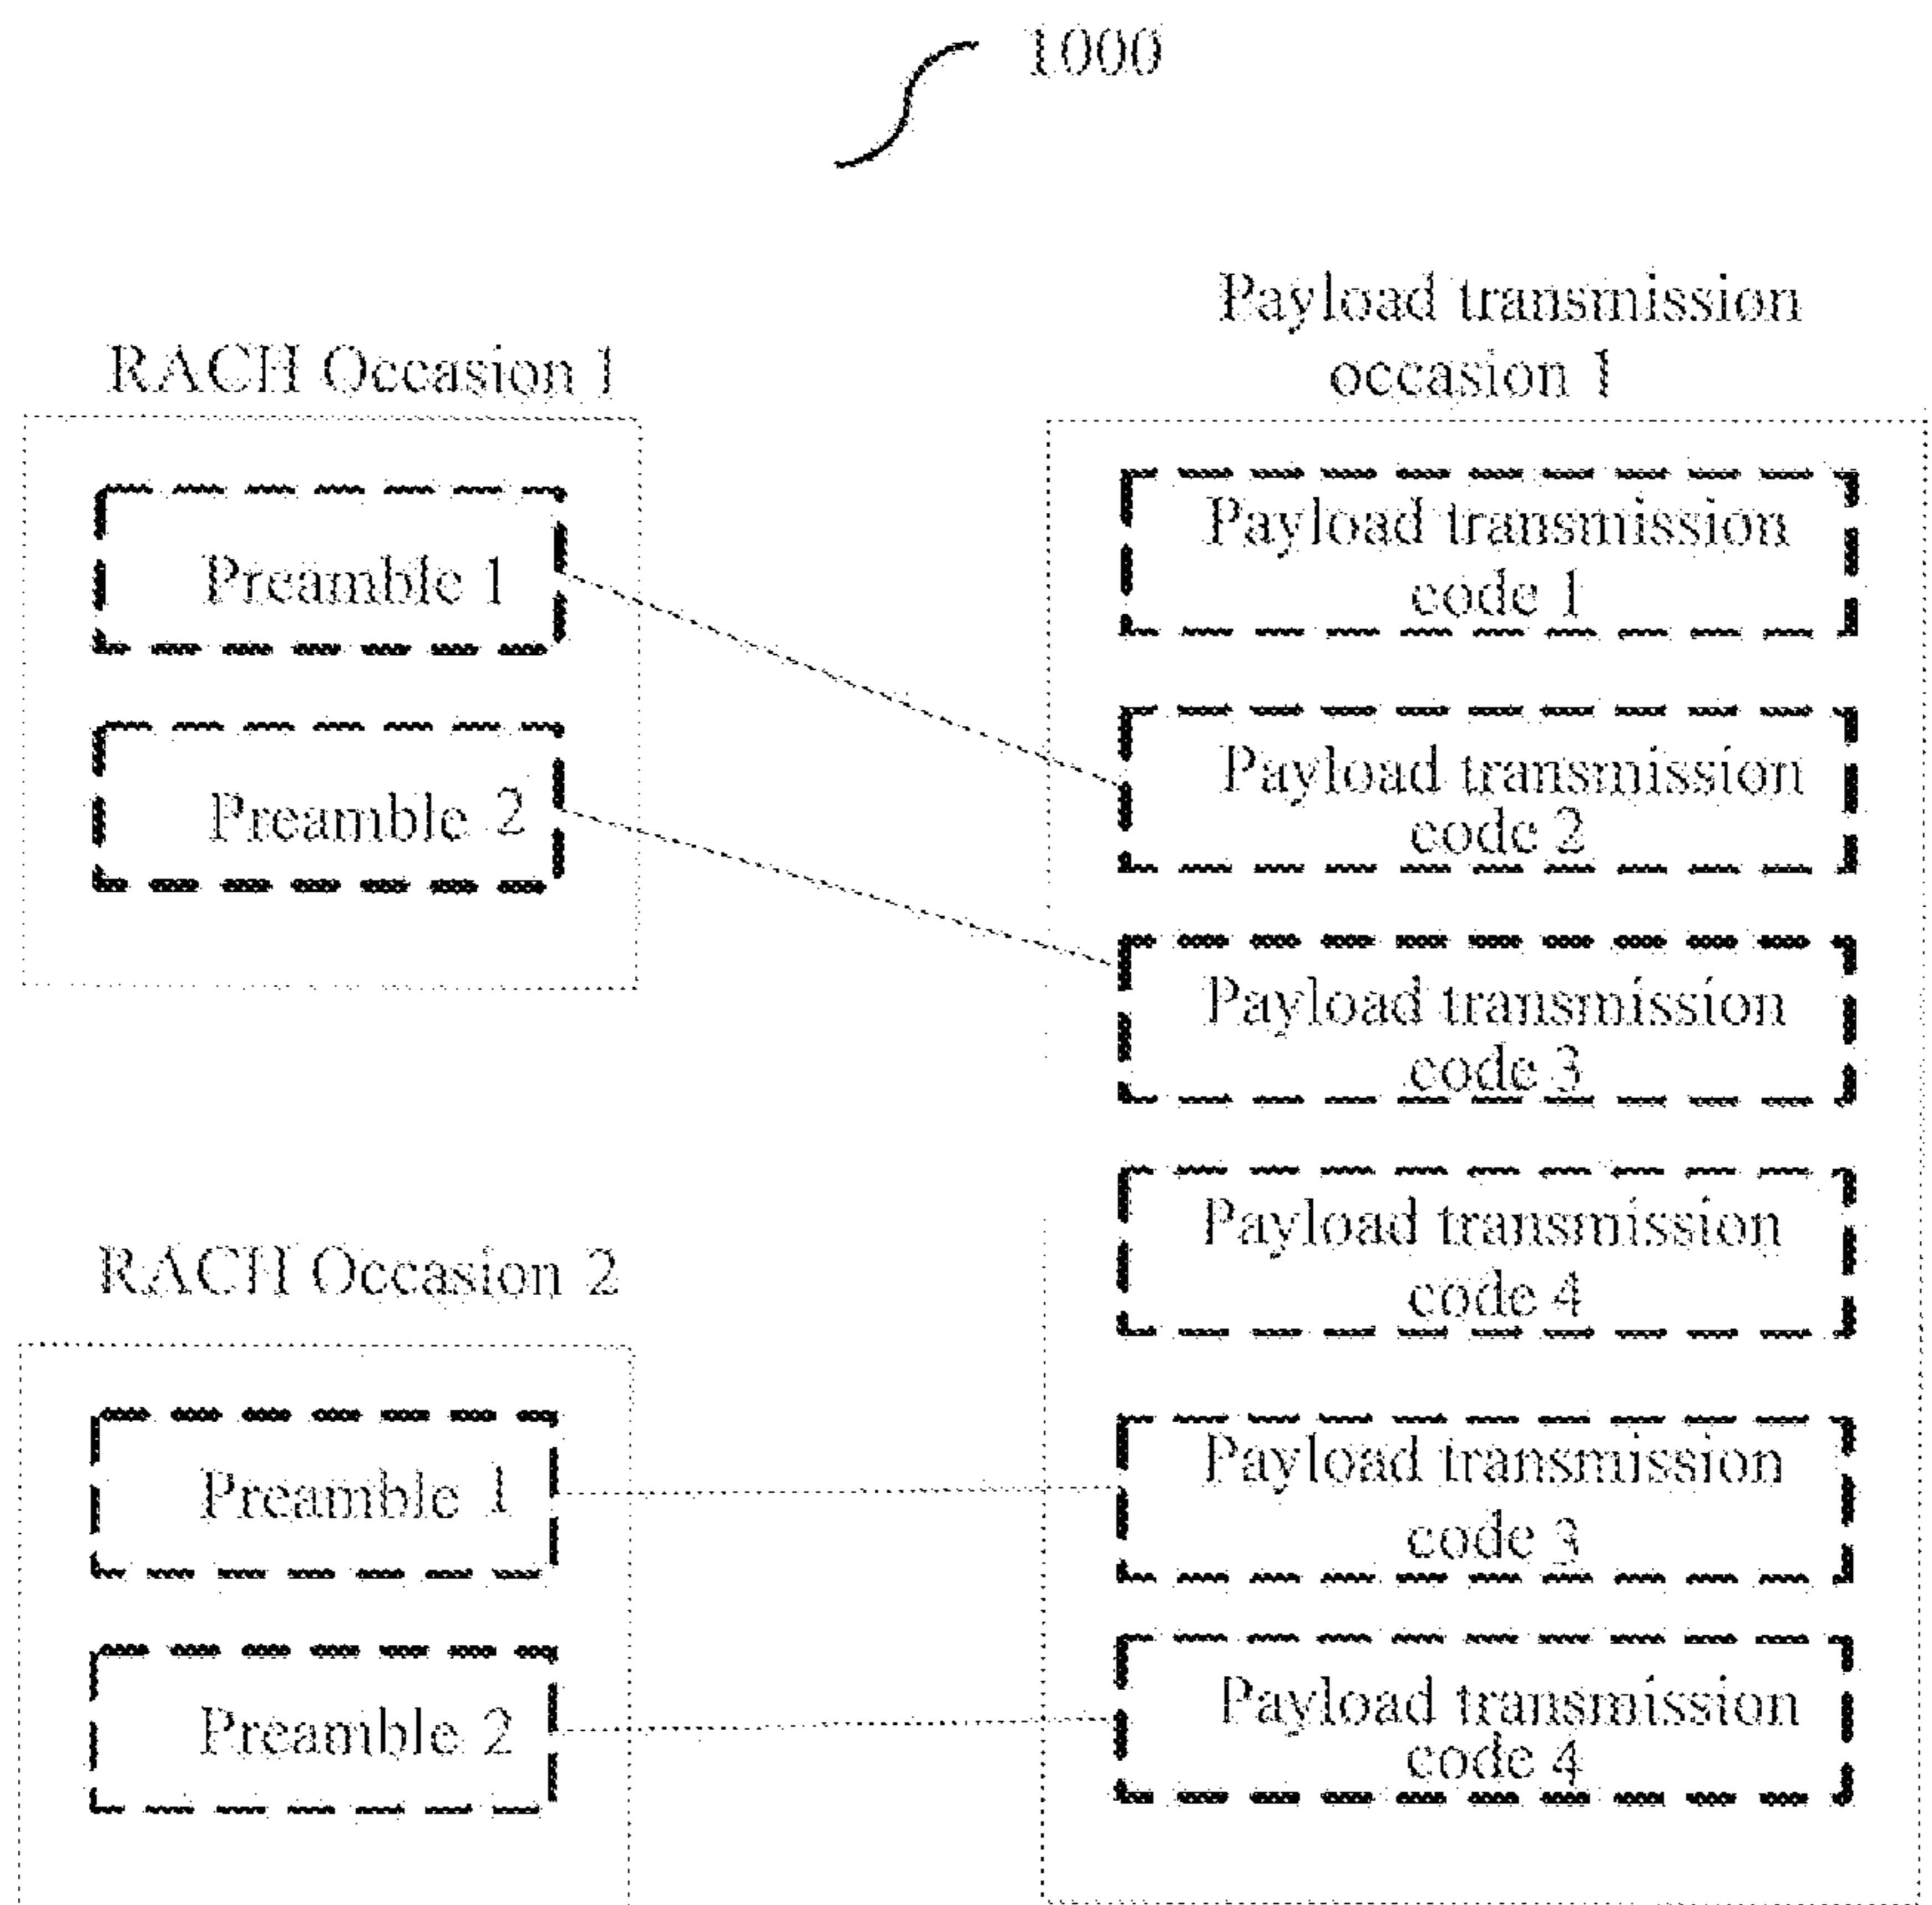 1000
RACH Occasion 1
Preamble 1
Preamble 2
RACH Occasion 2
Preamble 1
Preamble 2
Payload transmission
occasion 1
Payload transmission
code 1
Payload transmission
code 2
Payload transmission
code 3
Payload transmission
code 4
Payload transmission
code 3
Payload transmission
code 4